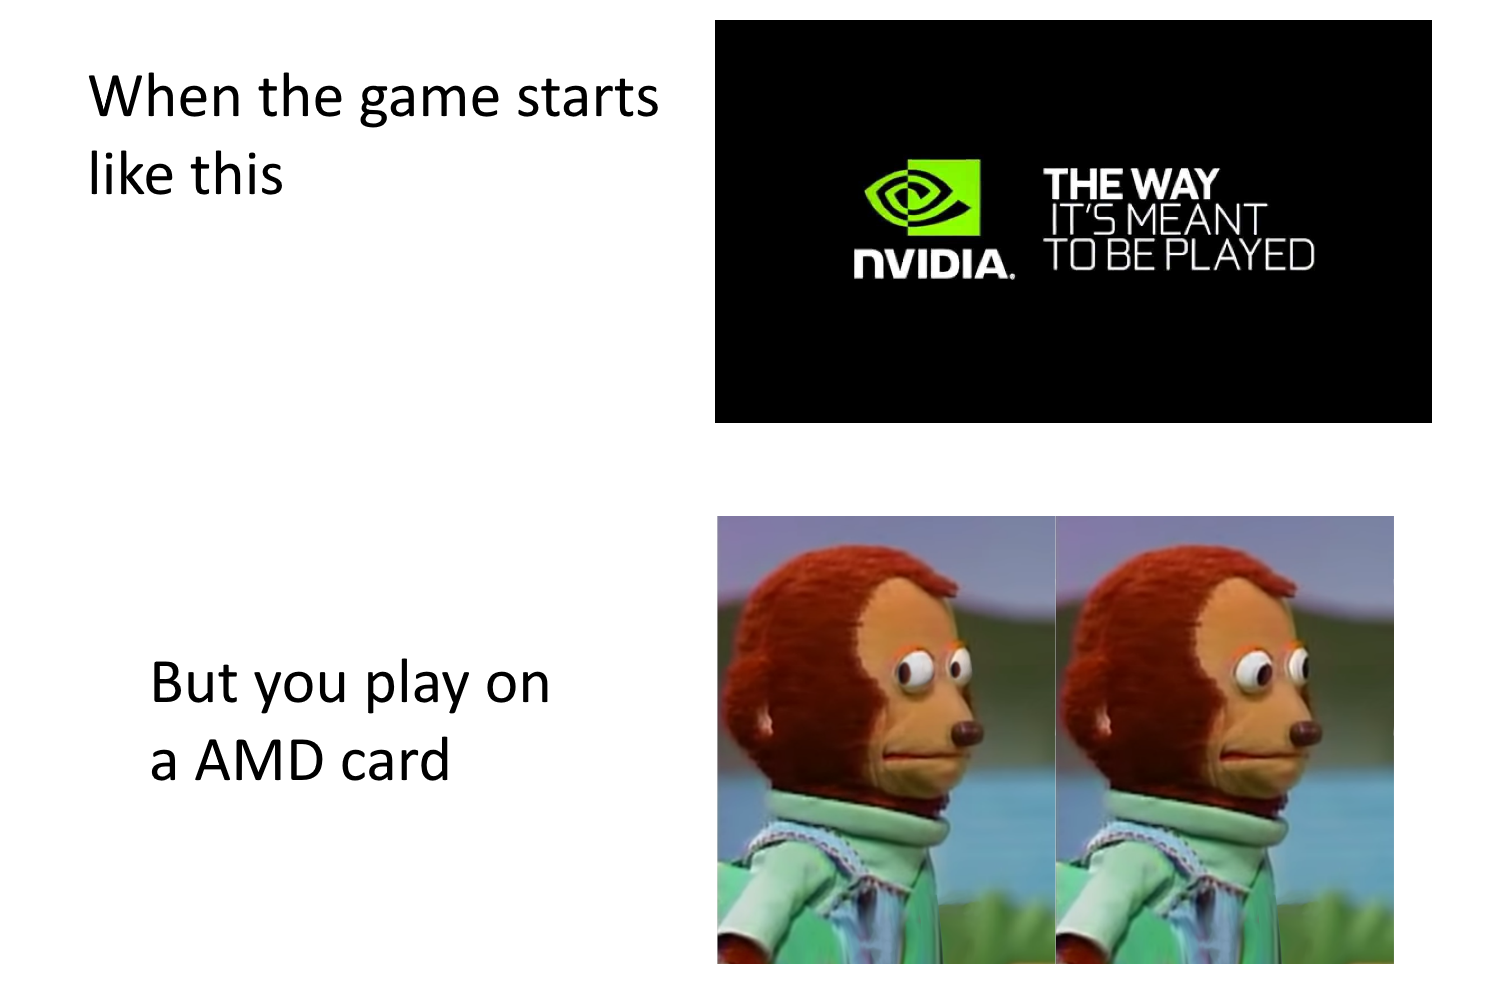 When the game starts
like this
NVIDIA.
THE WAY
IT'S MEANT
TO BE PLAYED
But you play on
a AMD card